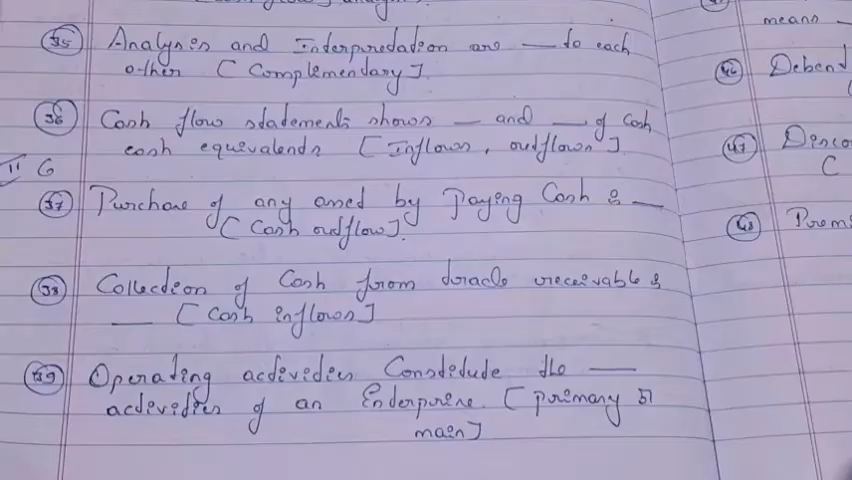 35 Analyses and Interpretation are — to each
other [Complementary].
36 Cash flow statements shows — and — of cash
cash equivalents [Inflows, outflows].
" 6
37 Purchase of any asset by Paying Cash is —
[Cash outflow].
38 Collection of Cash from trade receivable is
— [Cash inflows]
39 Operating activities Constitute the —
activities of an Enterprise. [primary or
main]
means —
46 Debent
47 Disco
C
48 Prem